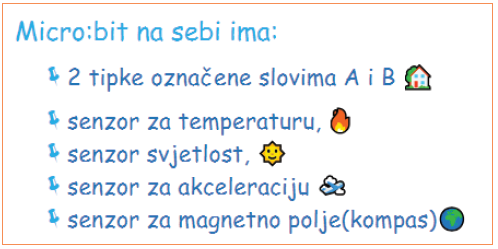 Micro:bit na sebi ima:
2 tipke označene slovima A i B
senzor za temperaturu,
senzor svjetlost,
senzor za akceleraciju
senzor za magnetno polje(kompas)